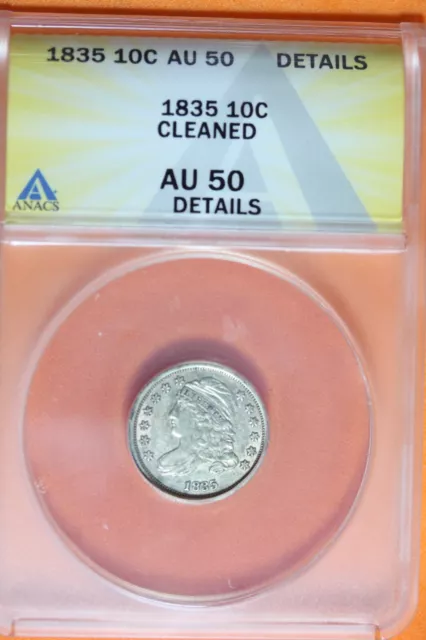 1835 10C AU 50 DETAILS
1835 10C
CLEANED
AU 50
DETAILS
ANACS
1835